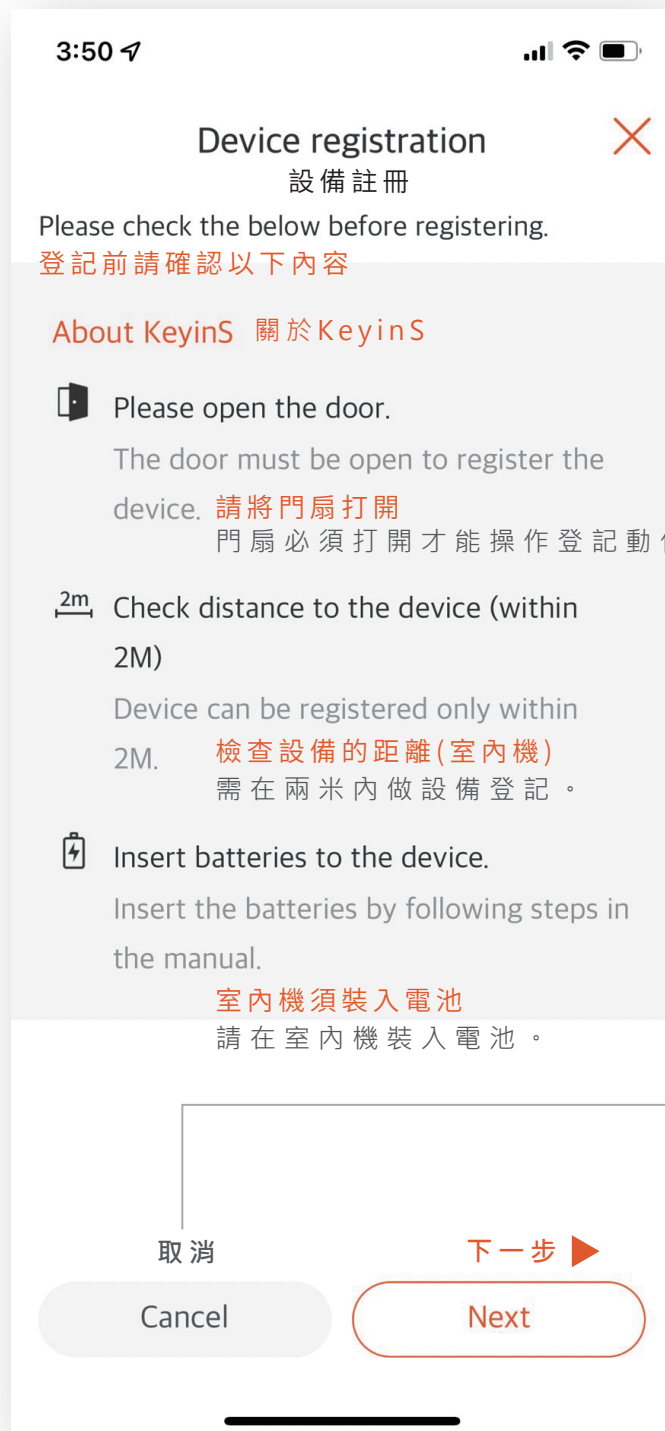 3:50
Device registration
設備註冊
Please check the below before registering.
登記前請確認以下內容
About KeyinS 關於KeyinS
Please open the door.
The door must be open to register the
device. 請將門扇打開
門扇必須打開才能操作登記動
2m
Check distance to the device (within
2M)
Device can be registered only within
2M. 檢查設備的距離(室內機)
需在兩米內做設備登記。
Insert batteries to the device.
Insert the batteries by following steps in
the manual.
室內機須裝入電池
請在室內機裝入電池。
取消 下一步
Cancel Next